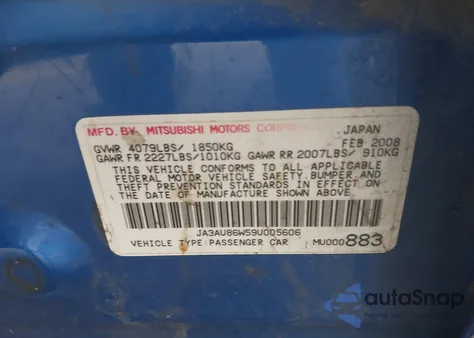 MFD. BY MITSUBISHI MOTORS CORPORATION JAPAN
GVWR 4079LBS/ 1850KG FEB 2008
GAWR FR 2227LBS/1010KG GAWR RR 2007LBS/ 910KG
THIS VEHICLE CONFORMS TO ALL APPLICABLE
FEDERAL MOTOR VEHICLE SAFETY, BUMPER, AND
THEFT PREVENTION STANDARDS IN EFFECT ON
THE DATE OF MANUFACTURE SHOWN ABOVE.
JA3AU86W59U005606
VEHICLE TYPE:PASSENGER CAR MU000883
autoSnap